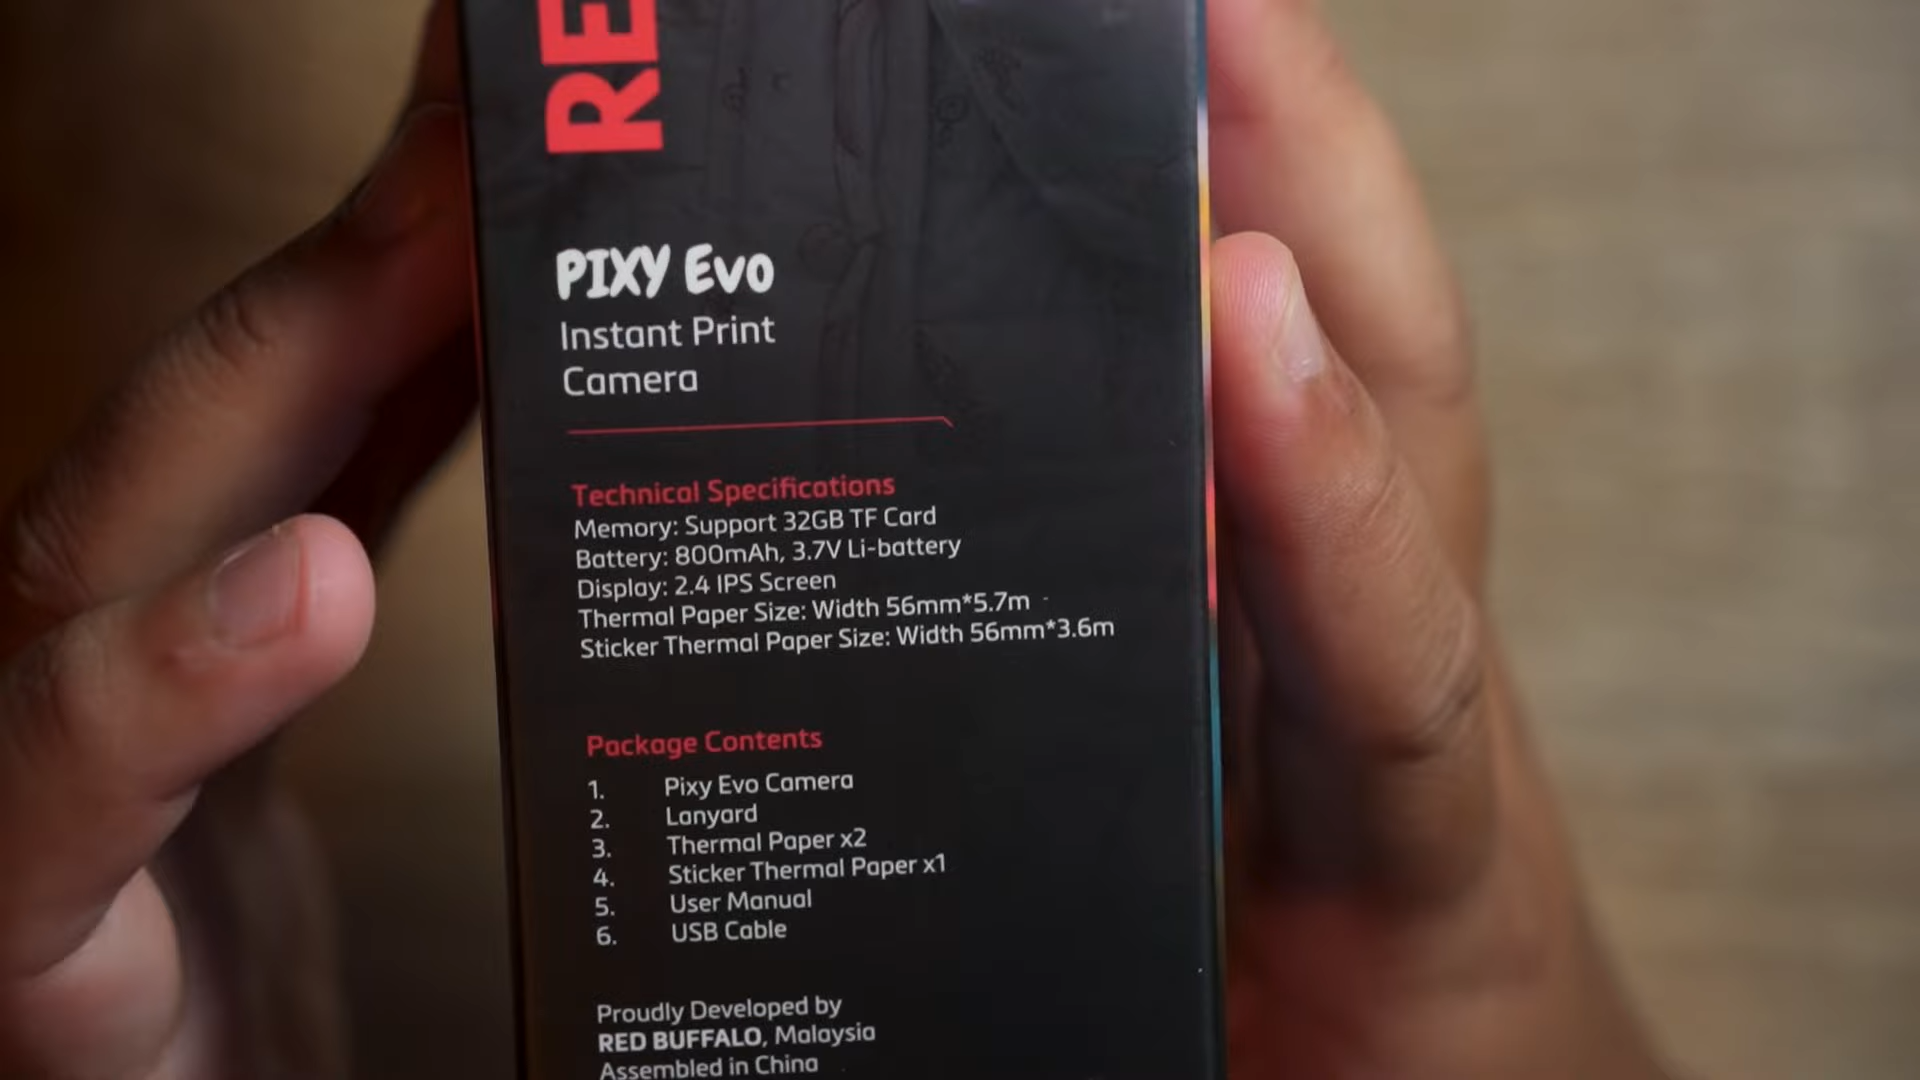 RE
PIXY Evo
Instant Print
Camera
Technical Specifications
Memory: Support 32GB TF Card
Battery: 800mAh, 3.7V Li-battery
Display: 2.4 IPS Screen
Thermal Paper Size: Width 56mm*5.7m
Sticker Thermal Paper Size: Width 56mm*3.6m
Package Contents
1. Pixy Evo Camera
2. Lanyard
3. Thermal Paper x2
4. Sticker Thermal Paper x1
5. User Manual
6. USB Cable
Proudly Developed by
RED BUFFALO, Malaysia
Assembled in China